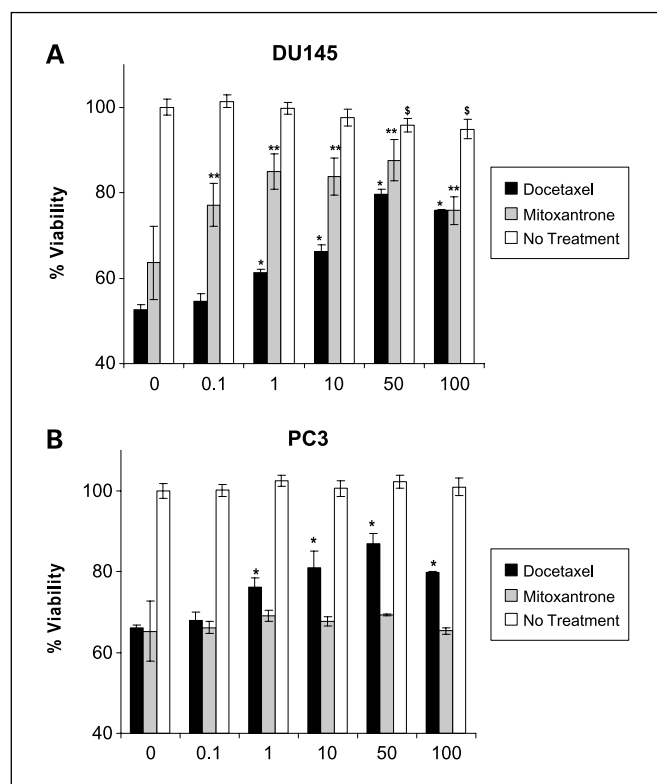 A
DU145
100
80
60
40
% Viability
$ $
** ** ** ** **
* * * *
0 0.1 1 10 50 100
Docetaxel
Mitoxantrone
No Treatment
B
PC3
100
80
60
40
% Viability
* * * *
0 0.1 1 10 50 100
Docetaxel
Mitoxantrone
No Treatment